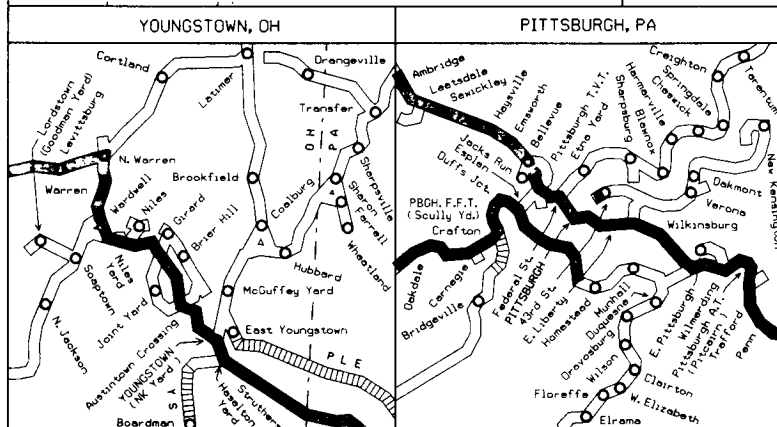 YOUNGSTOWN, OH
Cortland
Latimer
Orangeville
Lordstown
(Goodman Yard)
Levittsburg
Transfer
OH
PA
N. Warren
Warren
Wardwell
Niles
Girard
Briar Hill
Brookfield
Coalburg
Sharpsville
Sharon
Farrell
Wheatland
Niles
Yard
Soaptown
N. Jackson
Joint Yard
Hubbard
McGuffey Yard
East Youngstown
Austintown Crossing
YOUNGSTOWN
(NK Yard)
PLE
Struthers
Haselton
Yard
SY
Boardman
PITTSBURGH, PA
Ambridge
Leetsdale
Sewickley
Haysville
Emsworth
Bellevue
Pittsburgh T.V.T.
Etna Yard
Sharpsburg
Blawnox
Harmarville
Cheswick
Springdale
Creighton
Tarentum
Jacks Run
Esplen
Duffs Jct.
PBGH. F.F.T.
(Scully Yd.)
Crafton
Oakmont
Verona
New Kensington
Wilkinsburg
Oakdale
Carnegie
Bridgeville
Federal St.
PITTSBURGH
43rd St.
E. Liberty
Homestead
Munhall
Duquesne
Dravosburg
Wilson
E. Pittsburgh
Wilmerding
Pittsburgh A.T.
(Pitcairn)
Trafford
Penn
Clairton
W. Elizabeth
Floreffe
Elrama